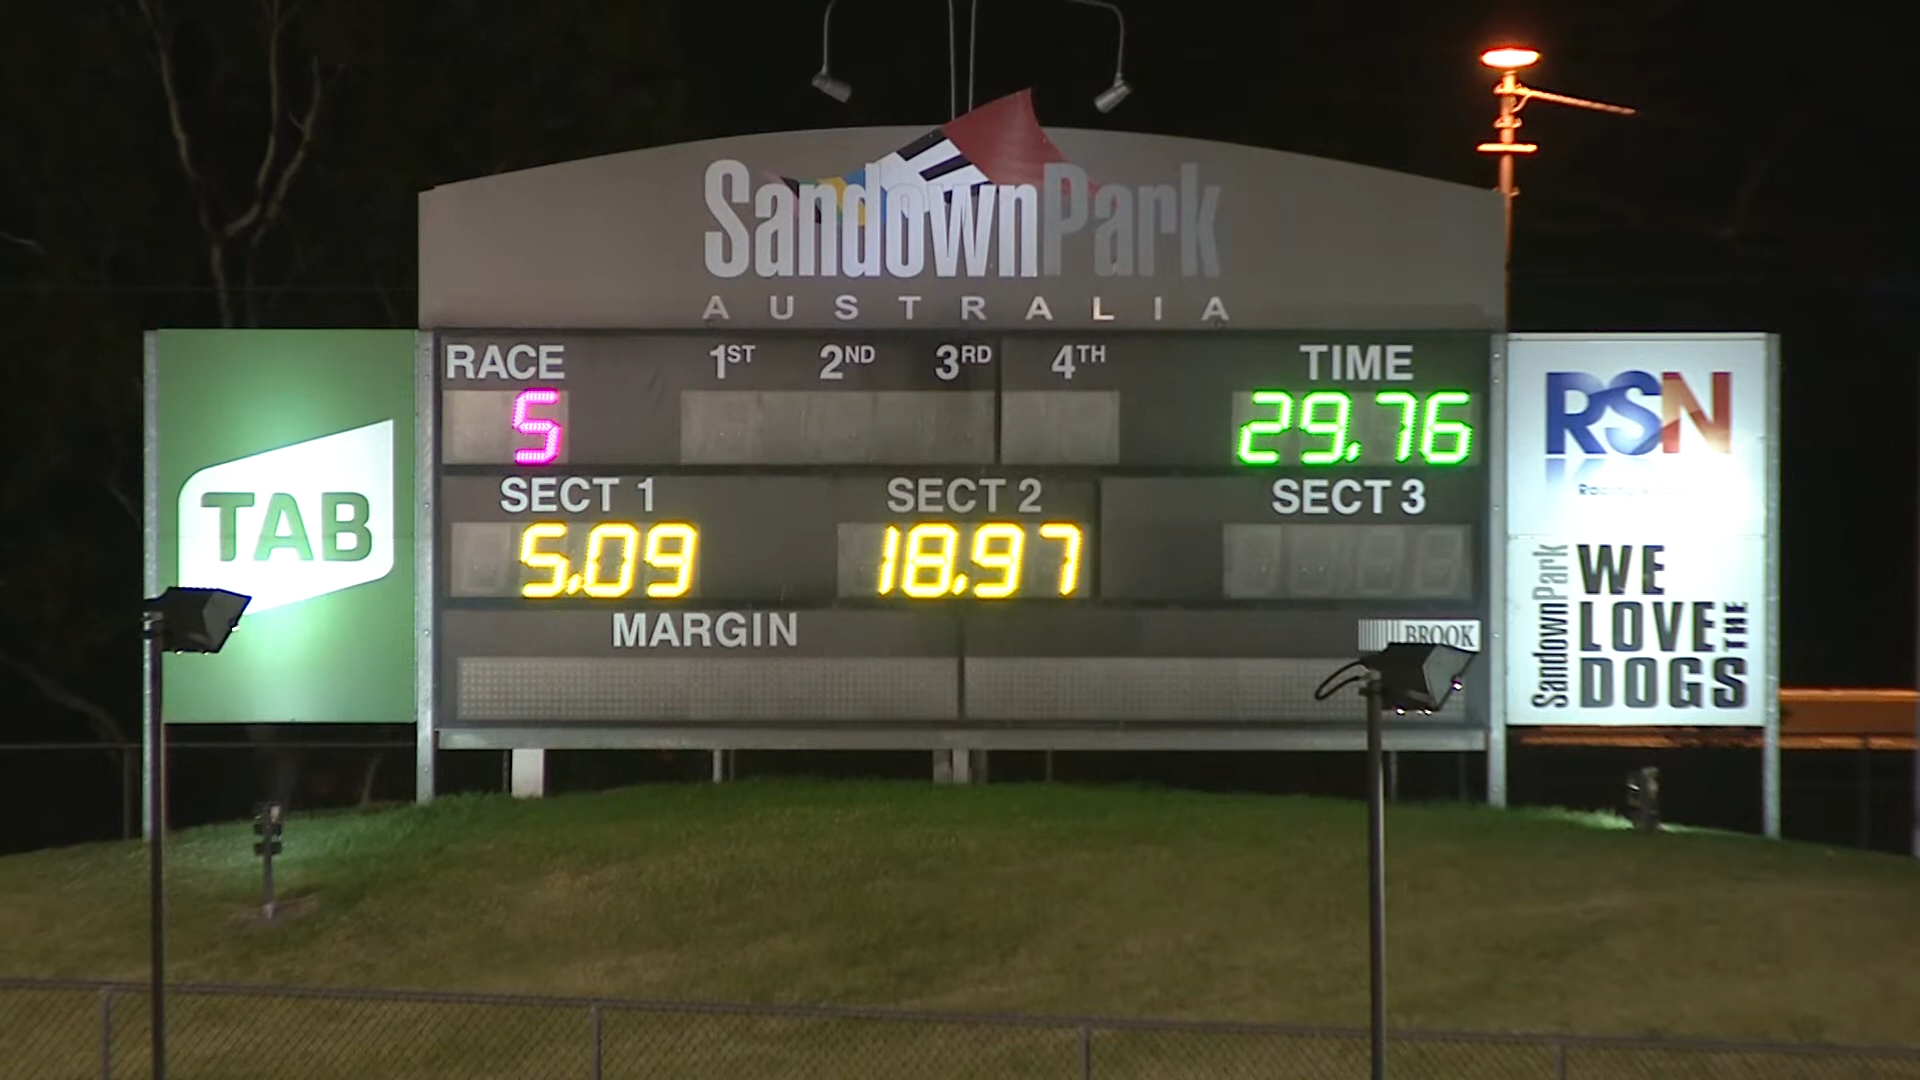 SandownPark
AUSTRALIA
RACE 1ST 2ND 3RD 4TH TIME
5 29.76
SECT 1 SECT 2 SECT 3
5.09 18.97
MARGIN
BROOK
TAB
RSN
SandownPark
WE
LOVE THE
DOGS